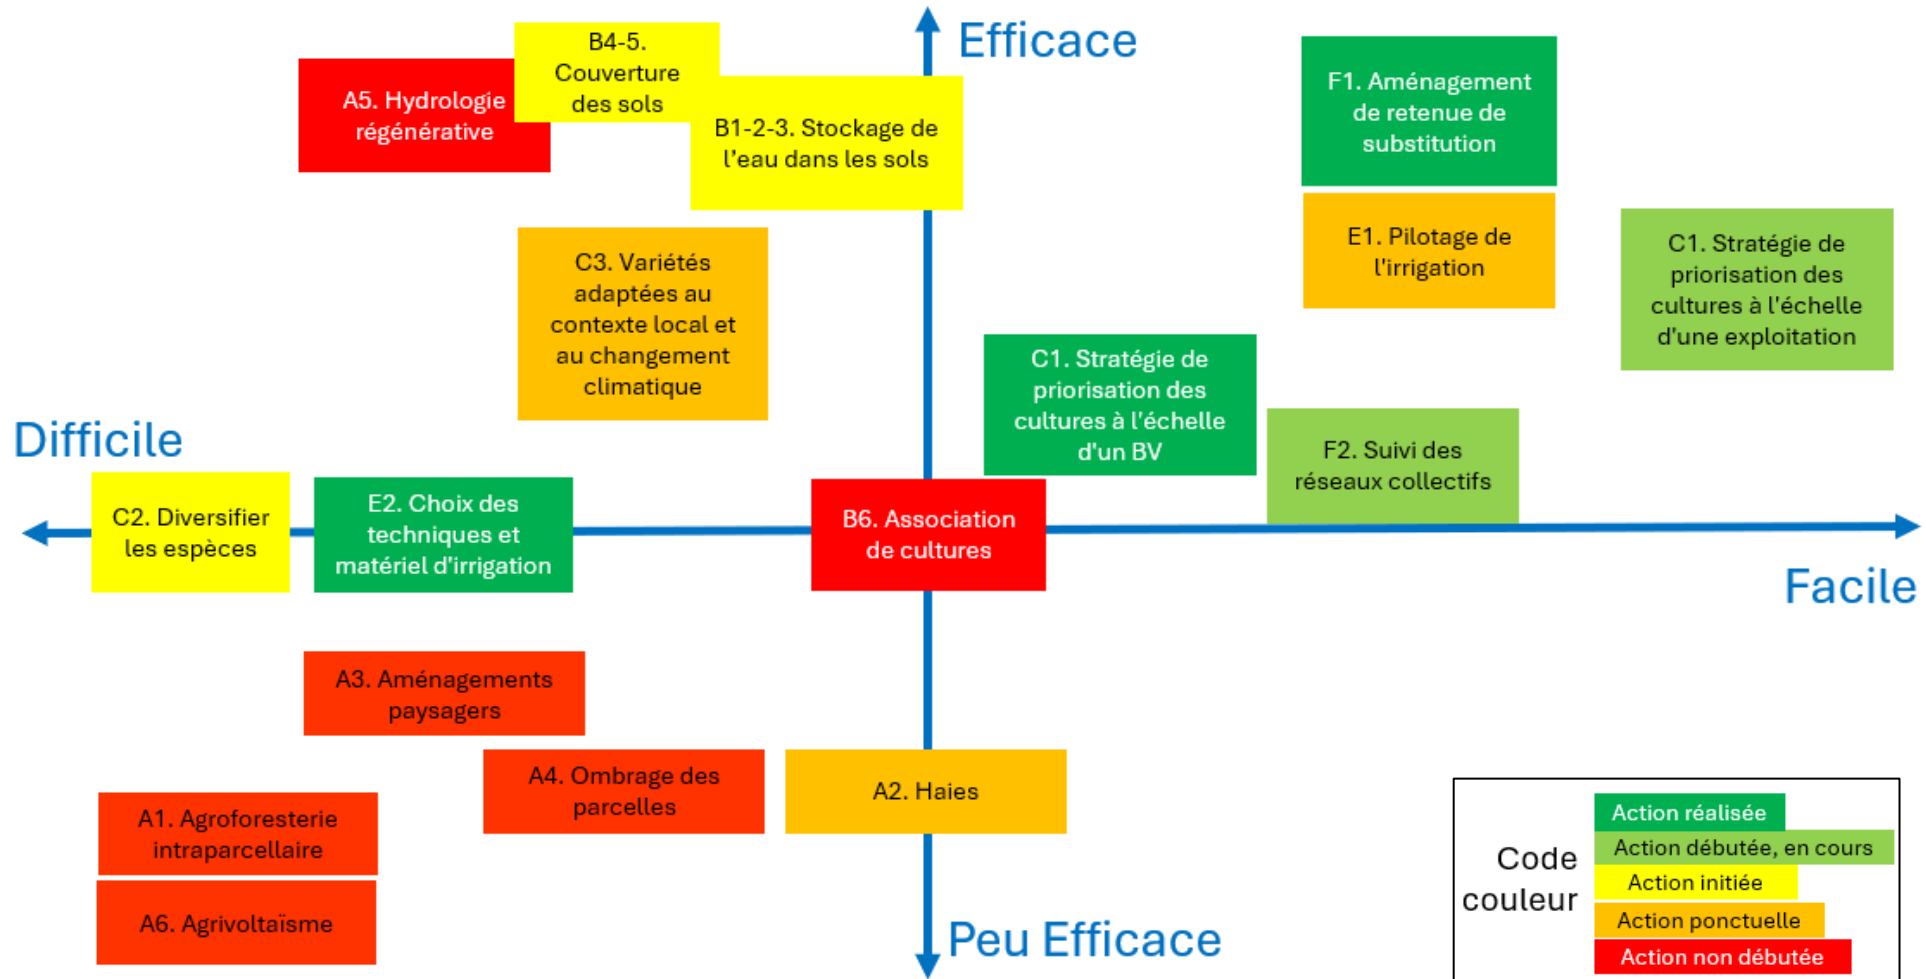 Efficace
B4-5.
Couverture
des sols
A5. Hydrologie
régénérative
B1-2-3. Stockage de
l'eau dans les sols
F1. Aménagement
de retenue de
substitution
E1. Pilotage de
l'irrigation
C1. Stratégie de
priorisation des
cultures à l'échelle
d'une exploitation
C3. Variétés
adaptées au
contexte local et
au changement
climatique
C1. Stratégie de
priorisation des
cultures à l'échelle
d'un BV
F2. Suivi des
réseaux collectifs
Difficile
C2. Diversifier
les espèces
E2. Choix des
techniques et
matériel d'irrigation
B6. Association
de cultures
Facile
A3. Aménagements
paysagers
A4. Ombrage des
parcelles
A2. Haies
A1. Agroforesterie
intraparcellaire
A6. Agrivoltaïsme
Peu Efficace
Code
couleur
Action réalisée
Action débutée, en cours
Action initiée
Action ponctuelle
Action non débutée